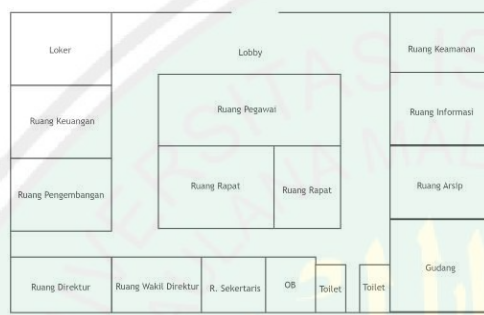 Loker
Lobby
Ruang Keamanan
Ruang Keuangan
Ruang Pegawai
Ruang Informasi
Ruang Pengembangan
Ruang Rapat
Ruang Rapat
Ruang Arsip
Ruang Direktur
Ruang Wakil Direktur
R. Sekertaris
OB
Toilet
Toilet
Gudang